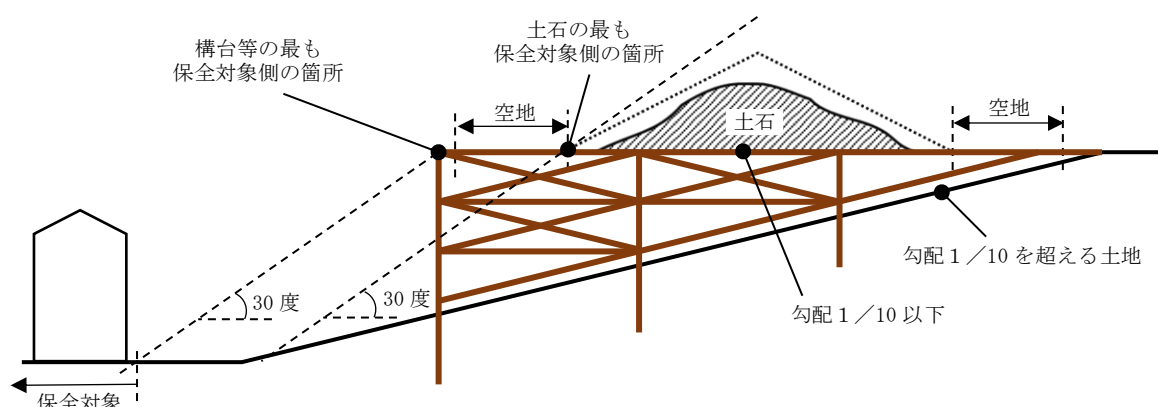 構台等の最も
保全対象側の箇所
土石の最も
保全対象側の箇所
空地
土石
空地
30 度
30 度
勾配１／10 を超える土地
勾配１／10 以下
保全対象